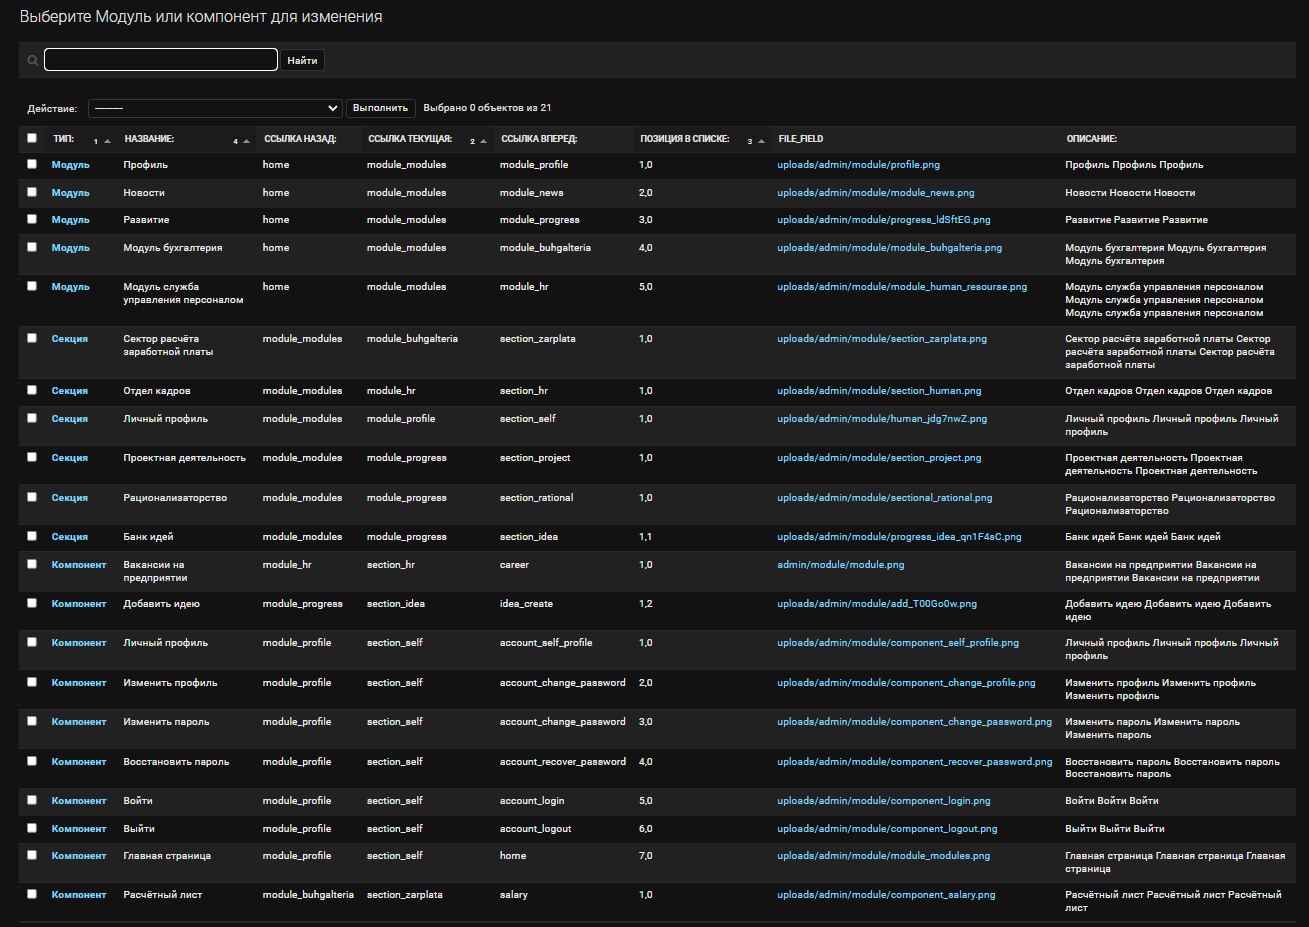 Выберите Модуль или компонент для изменения
Найти
Действие: --------- Выполнить Выбрано 0 объектов из 21
ТИП: 1 НАЗВАНИЕ: 4 ССЫЛКА НАЗАД: ССЫЛКА ТЕКУЩАЯ: 2 ССЫЛКА ВПЕРЕД: ПОЗИЦИЯ В СПИСКЕ: 3 FILE_FIELD ОПИСАНИЕ:
Модуль Профиль home module_modules module_profile 1,0 uploads/admin/module/profile.png Профиль Профиль Профиль
Модуль Новости home module_modules module_news 2,0 uploads/admin/module/module_news.png Новости Новости Новости
Модуль Развитие home module_modules module_progress 3,0 uploads/admin/module/progress_ldSftEG.png Развитие Развитие Развитие
Модуль Модуль бухгалтерия home module_modules module_buhgalteria 4,0 uploads/admin/module/module_buhgalteria.png Модуль бухгалтерия Модуль бухгалтерия
Модуль бухгалтерия
Модуль Модуль служба home module_modules module_hr 5,0 uploads/admin/module/module_human_resourse.png Модуль служба управления персоналом
управления персоналом Модуль служба управления персоналом
Модуль служба управления персоналом
Секция Сектор расчёта module_modules module_buhgalteria section_zarplata 1,0 uploads/admin/module/section_zarplata.png Сектор расчёта заработной платы Сектор
заработной платы расчёта заработной платы Сектор расчёта
заработной платы
Секция Отдел кадров module_modules module_hr section_hr 1,0 uploads/admin/module/section_human.png Отдел кадров Отдел кадров Отдел кадров
Секция Личный профиль module_modules module_profile section_self 1,0 uploads/admin/module/human_jdg7nwZ.png Личный профиль Личный профиль Личный
профиль
Секция Проектная деятельность module_modules module_progress section_project 1,0 uploads/admin/module/section_project.png Проектная деятельность Проектная
деятельность Проектная деятельность
Секция Рационализаторство module_modules module_progress section_rational 1,0 uploads/admin/module/sectional_rational.png Рационализаторство Рационализаторство
Рационализаторство
Секция Банк идей module_modules module_progress section_idea 1,1 uploads/admin/module/progress_idea_qn1F4sC.png Банк идей Банк идей Банк идей
Компонент Вакансии на module_hr section_hr career 1,0 admin/module/module.png Вакансии на предприятии Вакансии на
предприятии предприятии Вакансии на предприятии
Компонент Добавить идею module_progress section_idea idea_create 1,2 uploads/admin/module/add_T00Go0w.png Добавить идею Добавить идею Добавить
идею
Компонент Личный профиль module_profile section_self account_self_profile 1,0 uploads/admin/module/component_self_profile.png Личный профиль Личный профиль Личный
профиль
Компонент Изменить профиль module_profile section_self account_change_password 2,0 uploads/admin/module/component_change_profile.png Изменить профиль Изменить профиль
Изменить профиль
Компонент Изменить пароль module_profile section_self account_change_password 3,0 uploads/admin/module/component_change_password.png Изменить пароль Изменить пароль
Изменить пароль
Компонент Восстановить пароль module_profile section_self account_recover_password 4,0 uploads/admin/module/component_recover_password.png Восстановить пароль Восстановить пароль
Восстановить пароль
Компонент Войти module_profile section_self account_login 5,0 uploads/admin/module/component_login.png Войти Войти Войти
Компонент Выйти module_profile section_self account_logout 6,0 uploads/admin/module/component_logout.png Выйти Выйти Выйти
Компонент Главная страница module_profile section_self home 7,0 uploads/admin/module/module_modules.png Главная страница Главная страница Главная
страница
Компонент Расчётный лист module_buhgalteria section_zarplata salary 1,0 uploads/admin/module/component_salary.png Расчётный лист Расчётный лист Расчётный
лист